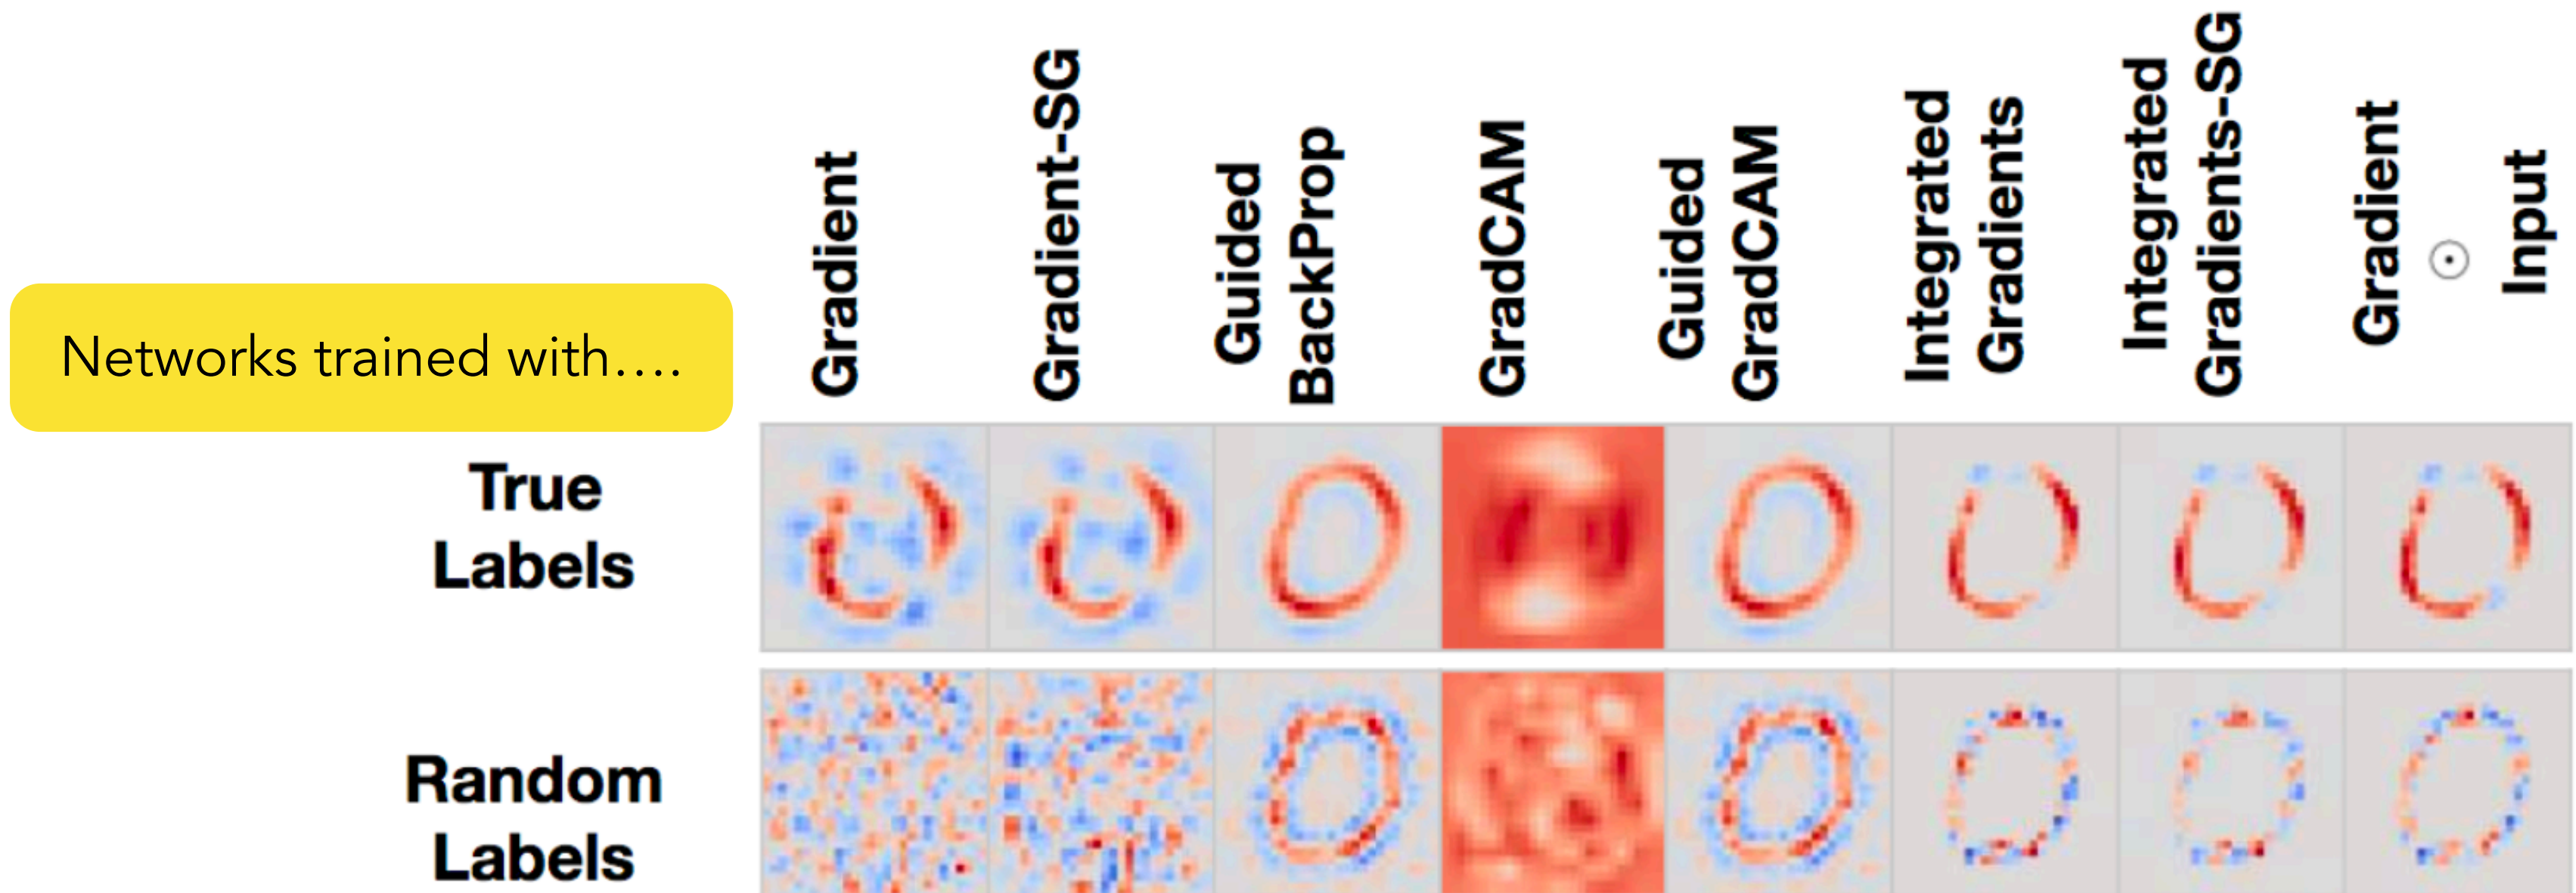 Gradient
Gradient-SG
Guided
BackProp
GradCAM
Guided
GradCAM
Integrated
Gradients
Integrated
Gradients-SG
Gradient
⊙
Input
Networks trained with....
True
Labels
Random
Labels